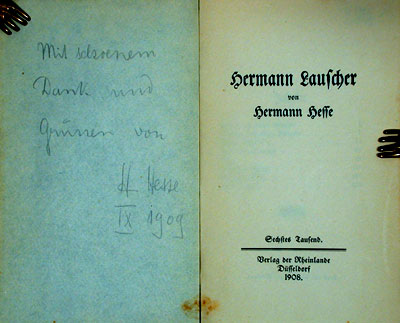 Mit schoenem
Dank und
Grüssen von
H Hesse
IX 1909
Hermann Lauscher
von
Hermann Hesse
Sechstes Tausend.
Verlag der Rheinlande
Düsseldorf
1908.